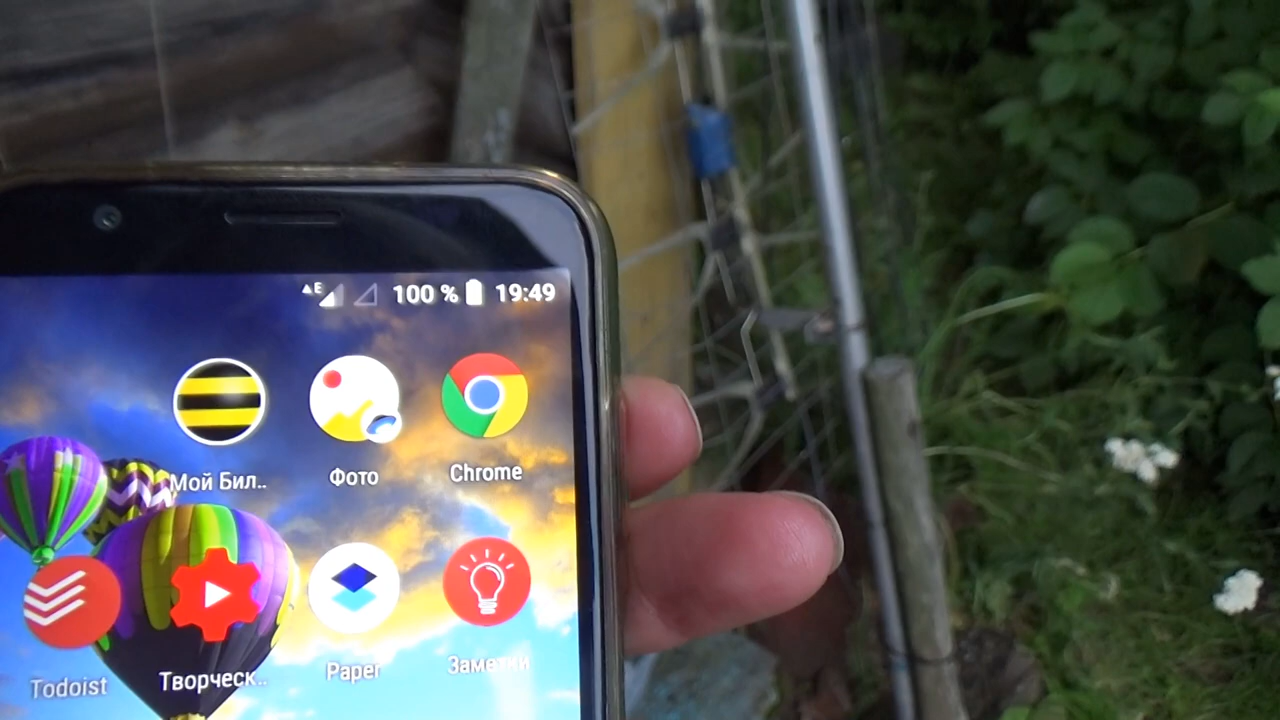 E 100 % 19:49
Мой Бил..
Фото
Chrome
Todoist
Творческ..
Paper
Заметки